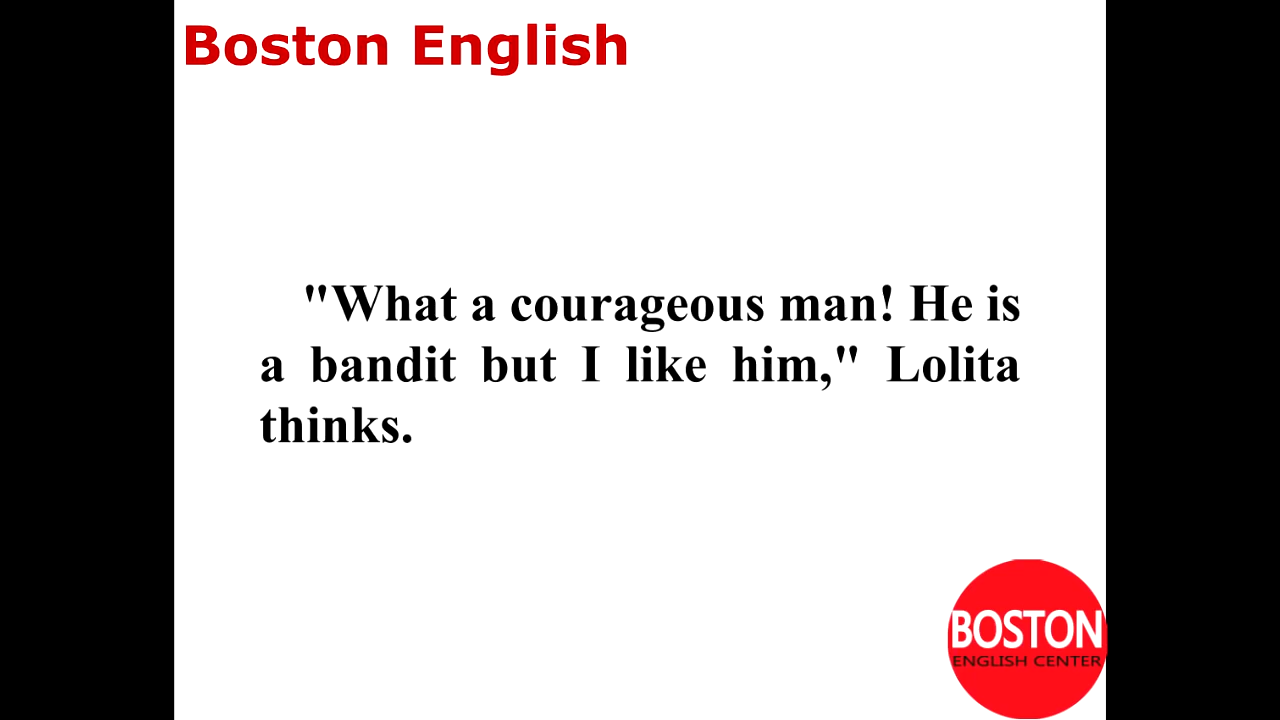 Boston English
"What a courageous man! He is
a bandit but I like him," Lolita
thinks.
BOSTON
ENGLISH CENTER